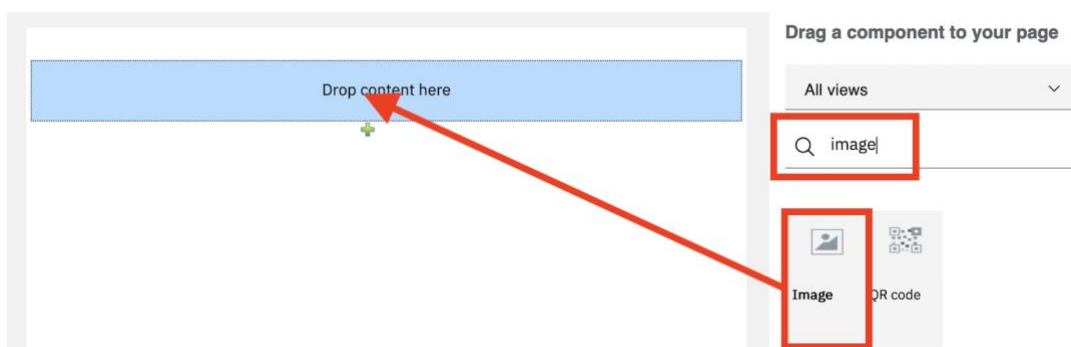 Drag a component to your page
Drop content here
All views
image
Image
QR code